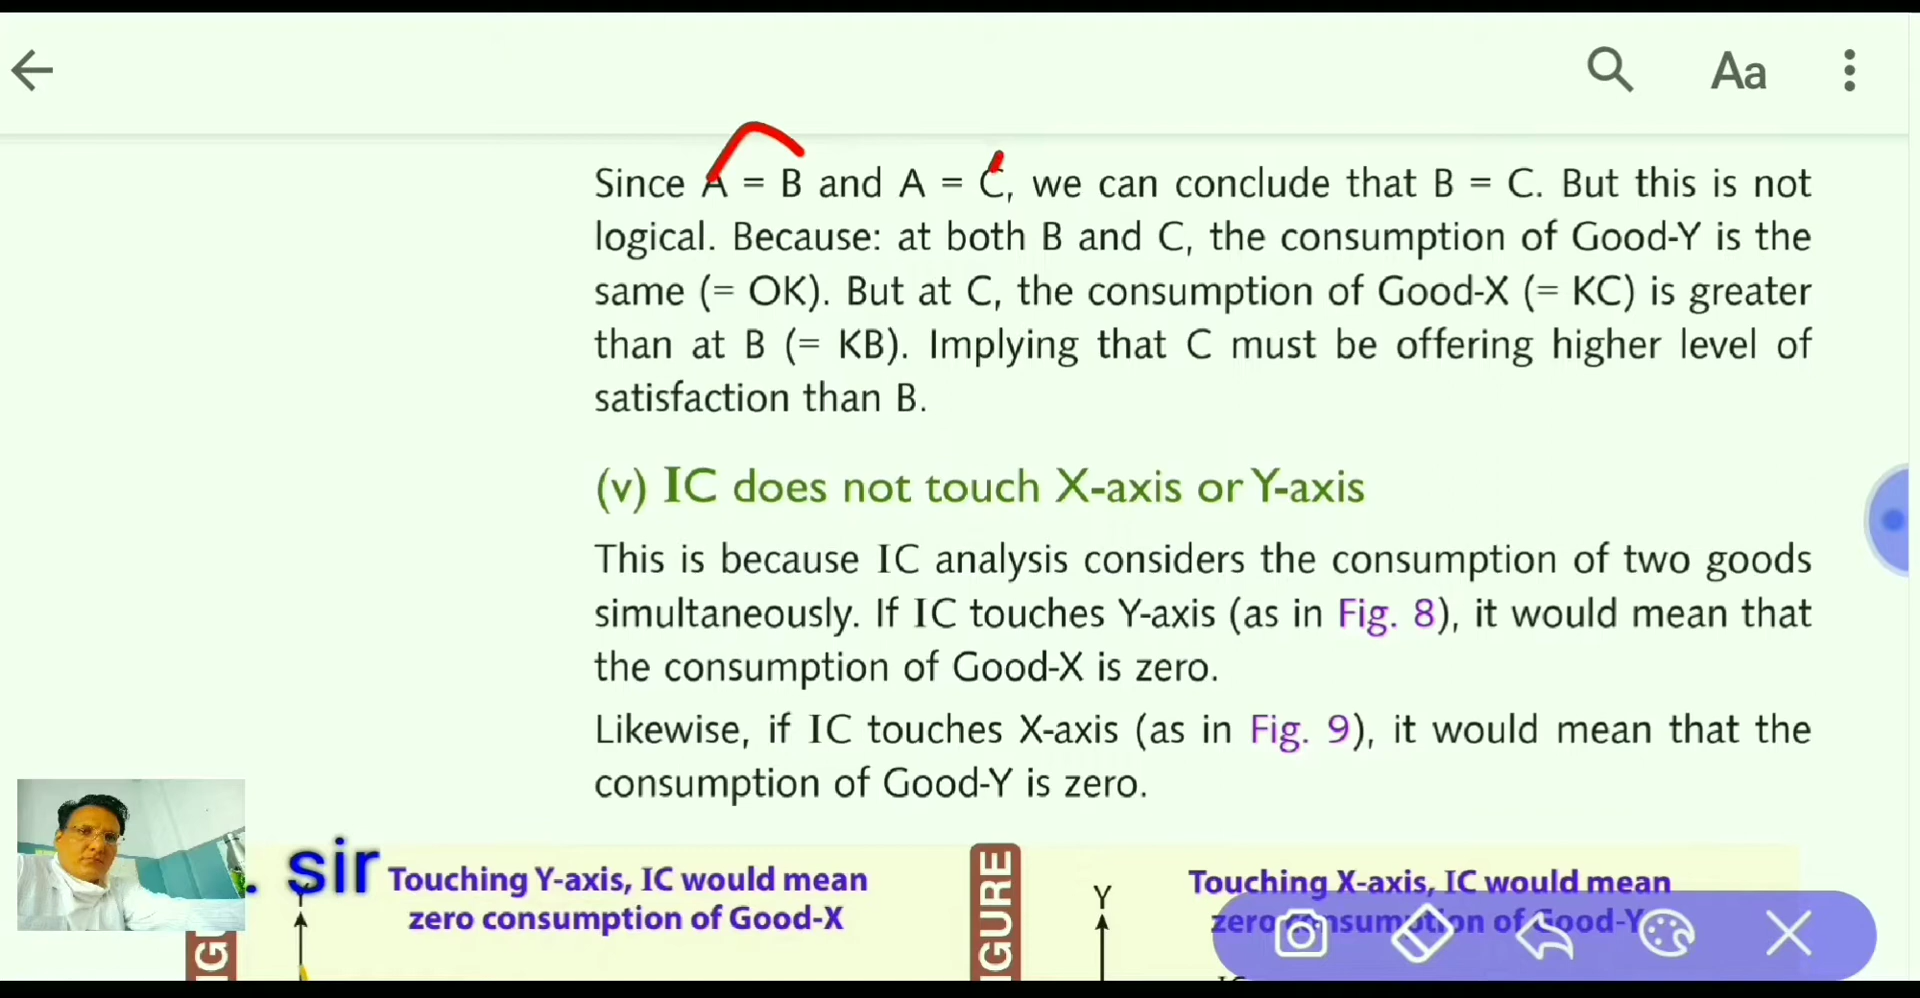 Aa
Since A = B and A = C, we can conclude that B = C. But this is not
logical. Because: at both B and C, the consumption of Good-Y is the
same (= OK). But at C, the consumption of Good-X (= KC) is greater
than at B (= KB). Implying that C must be offering higher level of
satisfaction than B.
(v) IC does not touch X-axis or Y-axis
This is because IC analysis considers the consumption of two goods
simultaneously. If IC touches Y-axis (as in Fig. 8), it would mean that
the consumption of Good-X is zero.
Likewise, if IC touches X-axis (as in Fig. 9), it would mean that the
consumption of Good-Y is zero.
. sir
Touching Y-axis, IC would mean
zero consumption of Good-X
IGURE
Y
Touching X-axis, IC would mean
zero consumption of Good-Y